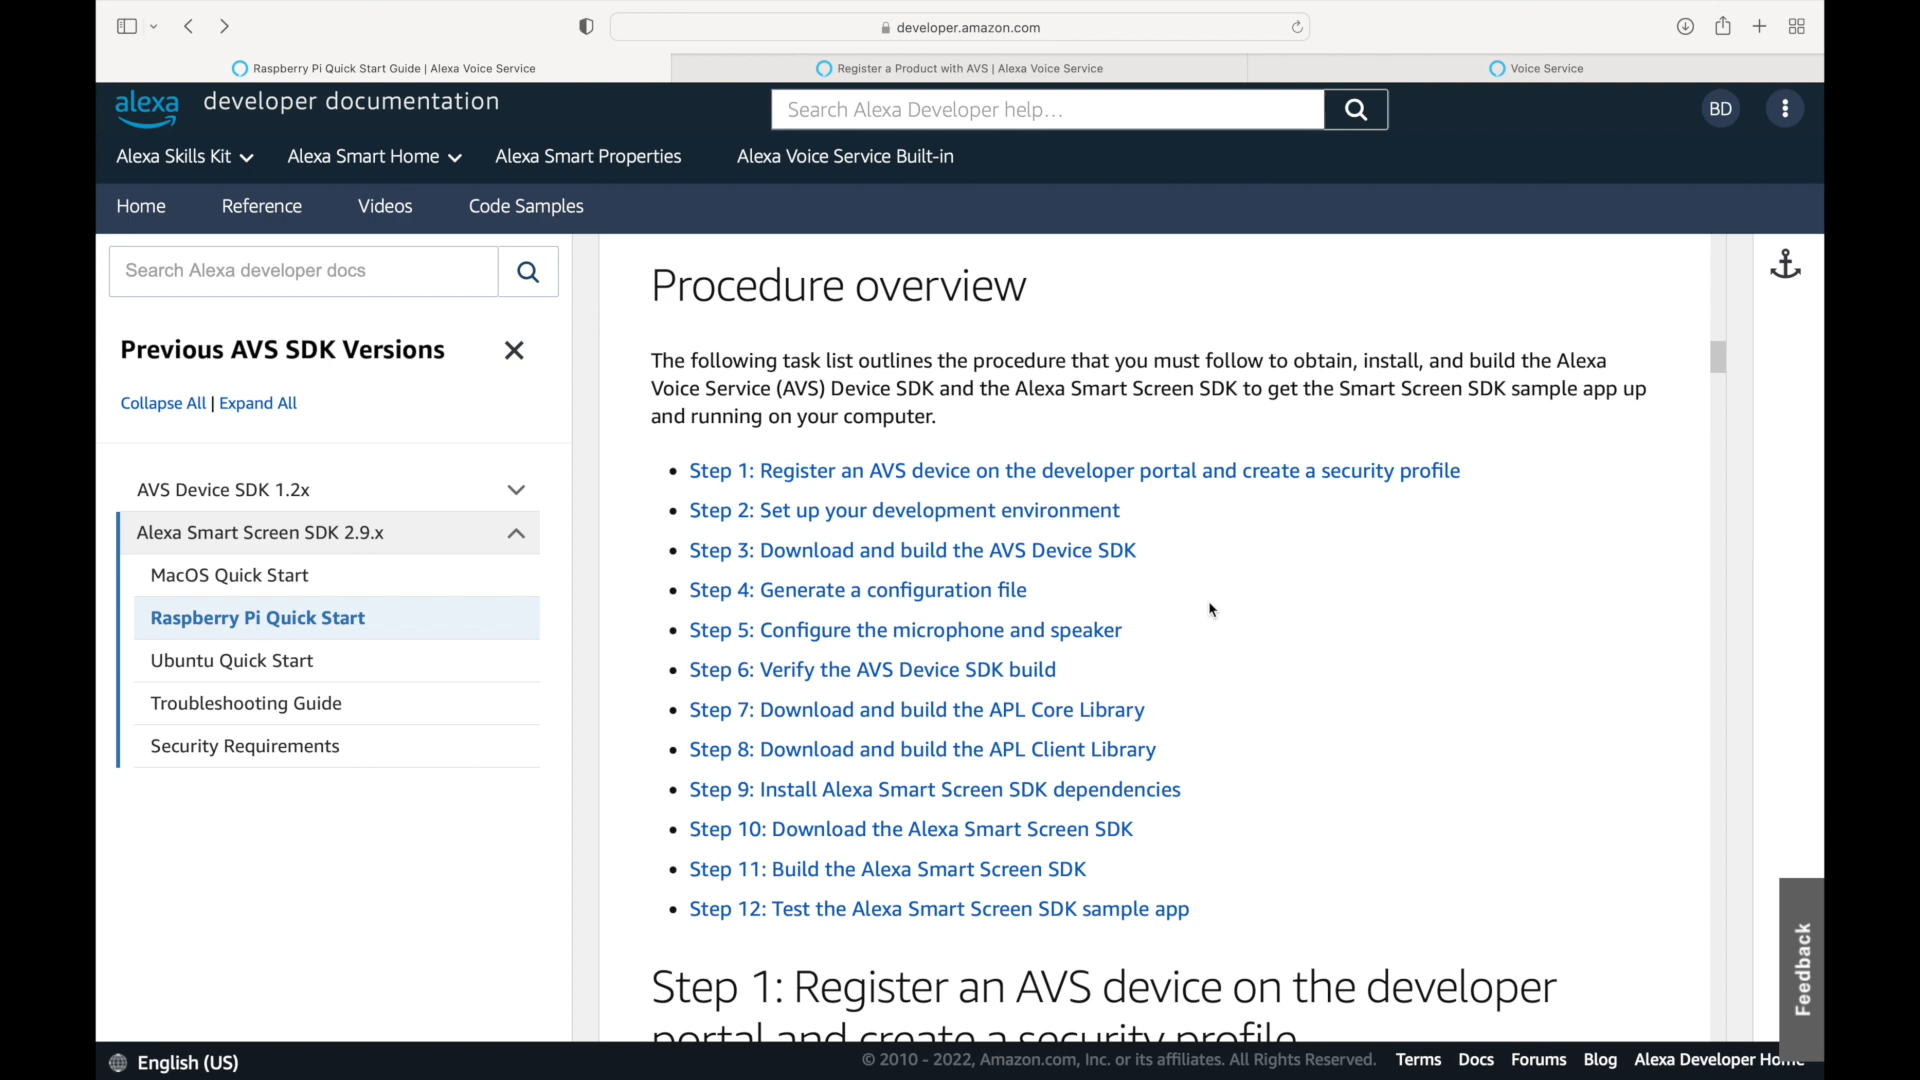 developer.amazon.com
Raspberry Pi Quick Start Guide | Alexa Voice Service
Register a Product with AVS | Alexa Voice Service
Voice Service
alexa developer documentation
Search Alexa Developer help...
BD
Alexa Skills Kit
Alexa Smart Home
Alexa Smart Properties
Alexa Voice Service Built-in
Home
Reference
Videos
Code Samples
Search Alexa developer docs
Previous AVS SDK Versions
Collapse All | Expand All
AVS Device SDK 1.2x
Alexa Smart Screen SDK 2.9.x
MacOS Quick Start
Raspberry Pi Quick Start
Ubuntu Quick Start
Troubleshooting Guide
Security Requirements
Procedure overview
The following task list outlines the procedure that you must follow to obtain, install, and build the Alexa
Voice Service (AVS) Device SDK and the Alexa Smart Screen SDK to get the Smart Screen SDK sample app up
and running on your computer.
• Step 1: Register an AVS device on the developer portal and create a security profile
• Step 2: Set up your development environment
• Step 3: Download and build the AVS Device SDK
• Step 4: Generate a configuration file
• Step 5: Configure the microphone and speaker
• Step 6: Verify the AVS Device SDK build
• Step 7: Download and build the APL Core Library
• Step 8: Download and build the APL Client Library
• Step 9: Install Alexa Smart Screen SDK dependencies
• Step 10: Download the Alexa Smart Screen SDK
• Step 11: Build the Alexa Smart Screen SDK
• Step 12: Test the Alexa Smart Screen SDK sample app
Step 1: Register an AVS device on the developer
portal and create a security profile
Feedback
English (US)
© 2010 - 2022, Amazon.com, Inc. or its affiliates. All Rights Reserved.
Terms
Docs
Forums
Blog
Alexa Developer Home